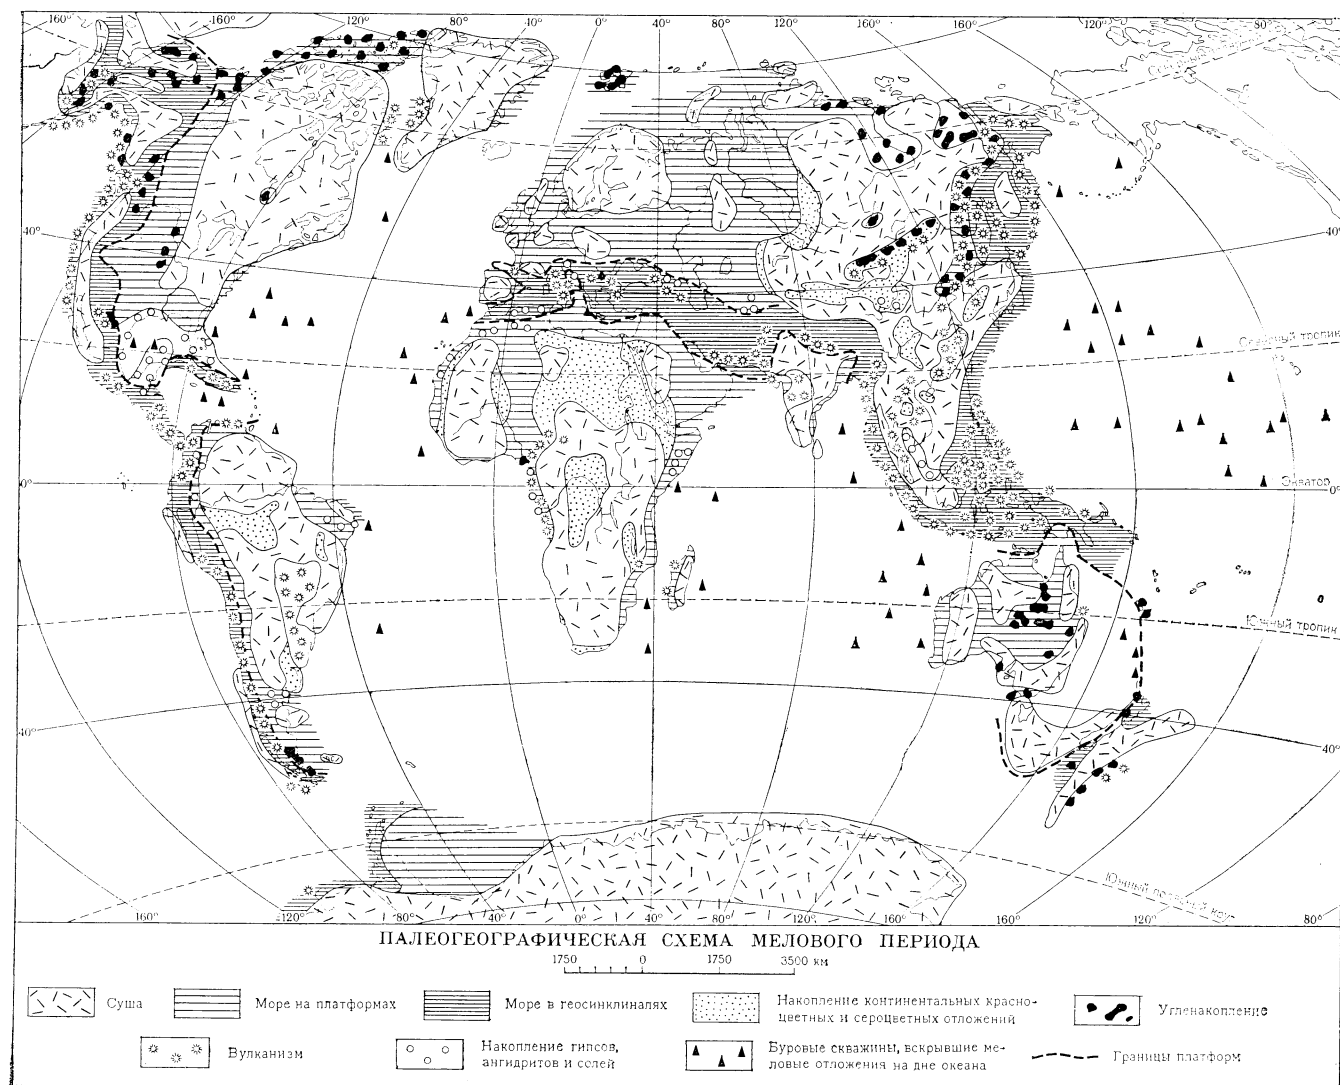 160° 160° 120° 80° 40° 0° 40° 80° 120° 160° 160° 120° 80°
40° 40°
Северный тропик
0° Экватор 0°
Южный тропик
40° 40°
Южный полярный круг
160° 120° 80° 40° 0° 40° 80° 120° 160° 160° 120° 80°
ПАЛЕОГЕОГРАФИЧЕСКАЯ СХЕМА МЕЛОВОГО ПЕРИОДА
1750 0 1750 3500 км
Суша
Море на платформах
Море в геосинклиналях
Накопление континентальных красно-
цветных и сероцветных отложений
Угленакопление
Вулканизм
Накопление гипсов,
ангидритов и солей
Буровые скважины, вскрывшие ме-
ловые отложения на дне океана
Границы платформ